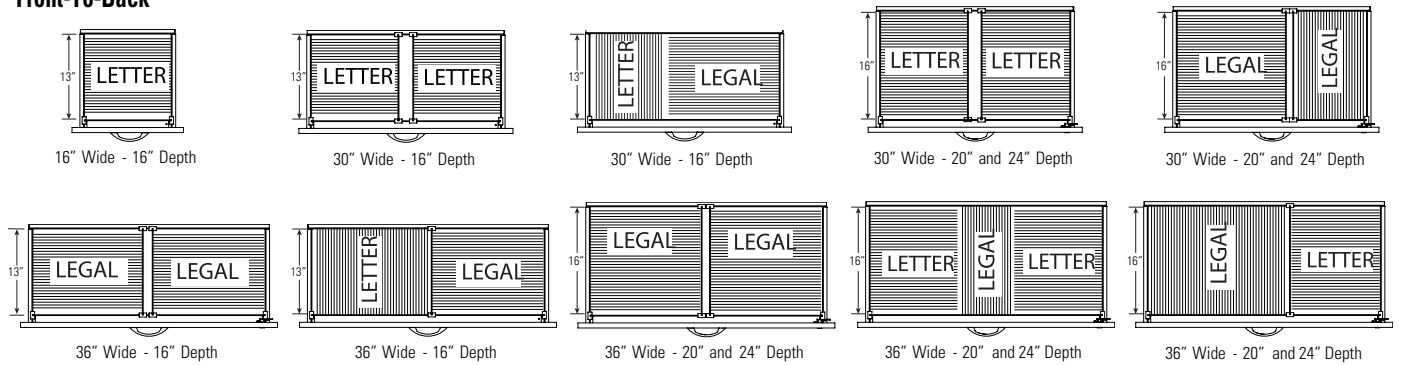 Front-To-Back
13”
LETTER
16” Wide - 16” Depth
13”
LETTER
LETTER
30” Wide - 16” Depth
13”
LETTER
LEGAL
30” Wide - 16” Depth
16”
LETTER
LETTER
30” Wide - 20” and 24” Depth
16”
LEGAL
LEGAL
30” Wide - 20” and 24” Depth
13”
LEGAL
LEGAL
36” Wide - 16” Depth
13”
LETTER
LEGAL
36” Wide - 16” Depth
16”
LEGAL
LEGAL
36” Wide - 20” and 24” Depth
16”
LETTER
LEGAL
LETTER
36” Wide - 20” and 24” Depth
16”
LEGAL
LETTER
36” Wide - 20” and 24” Depth